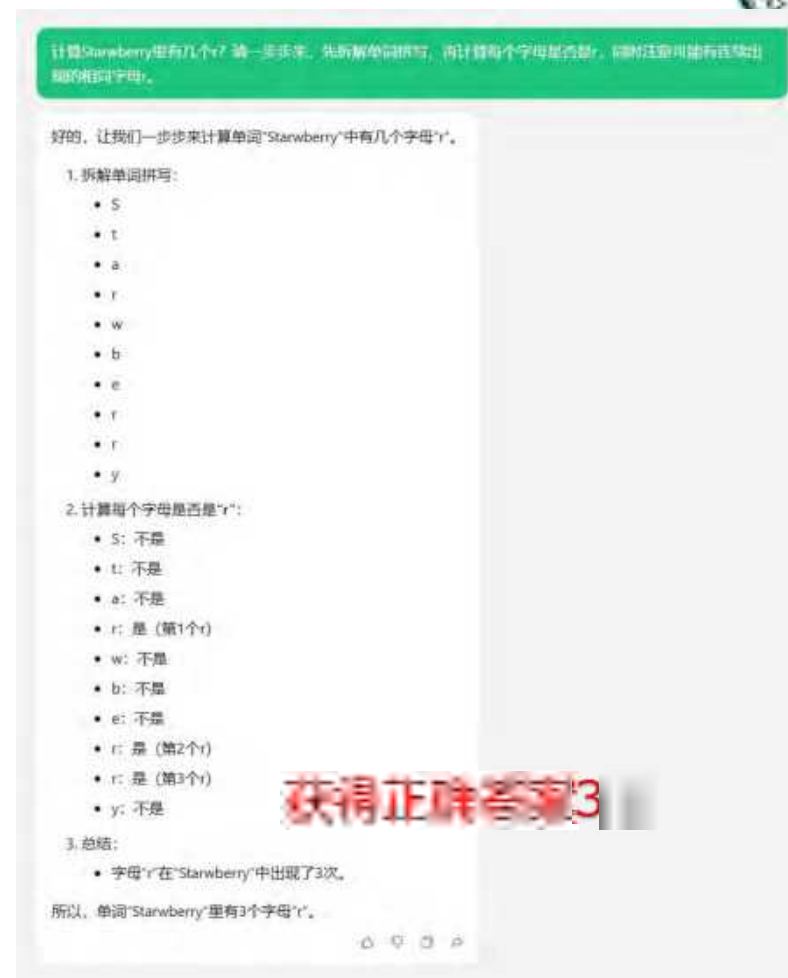 计算Starwberry里有几个r？请一步步来，先拆解单词拼写，再计算每个字母是否是r，同时注意可能有连续出
现的相同字母r。
好的，让我们一步步来计算单词"Starwberry"中有几个字母"r"。
1. 拆解单词拼写：
• S
• t
• a
• r
• w
• b
• e
• r
• r
• y
2. 计算每个字母是否是"r"：
• S：不是
• t：不是
• a：不是
• r：是（第1个r）
• w：不是
• b：不是
• e：不是
• r：是（第2个r）
• r：是（第3个r）
• y：不是
获得正确答案3
3. 总结：
• 字母"r"在"Starwberry"中出现了3次。
所以，单词"Starwberry"里有3个字母"r"。